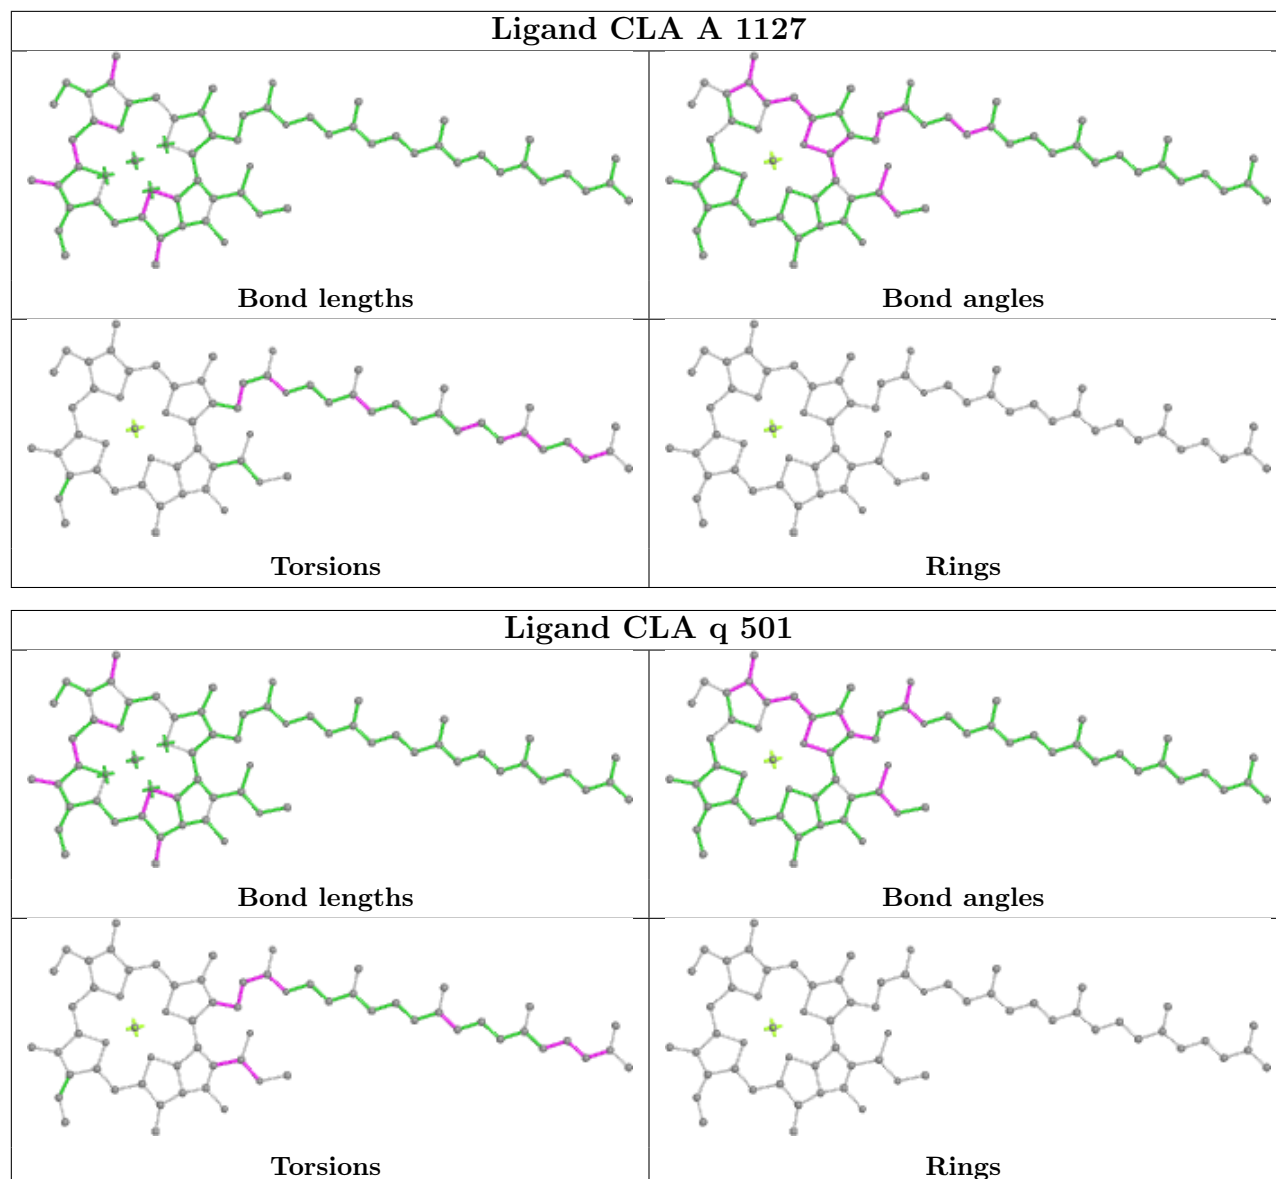 Ligand CLA A 1127
Bond lengths
Bond angles
Torsions
Rings
Ligand CLA q 501
Bond lengths
Bond angles
Torsions
Rings